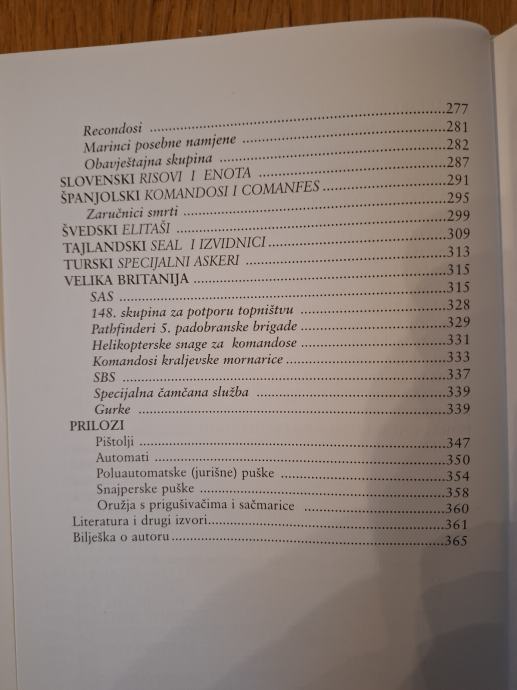 Recondosi ........ 277
Marinci posebne namjene ........ 281
Obavještajna skupina ........ 282
SLOVENSKI RISOVI I ENOTA ........ 287
ŠPANJOLSKI KOMANDOSI I COMANFES ........ 291
Zaručnici smrti ........ 295
ŠVEDSKI ELITAŠI ........ 299
TAJLANDSKI SEAL I IZVIDNICI ........ 309
TURSKI SPECIJALNI ASKERI ........ 313
VELIKA BRITANIJA ........ 315
SAS ........ 315
148. skupina za potporu topništvu ........ 328
Pathfinderi 5. padobranske brigade ........ 329
Helikopterske snage za komandose ........ 331
Komandosi kraljevske mornarice ........ 333
SBS ........ 337
Specijalna čamčana služba ........ 339
Gurke ........ 339
PRILOZI
Pištolji ........ 347
Automati ........ 350
Poluautomatske (jurišne) puške ........ 354
Snajperske puške ........ 358
Oružja s prigušivačima i sačmarice ........ 360
Literatura i drugi izvori ........ 361
Bilješka o autoru ........ 365